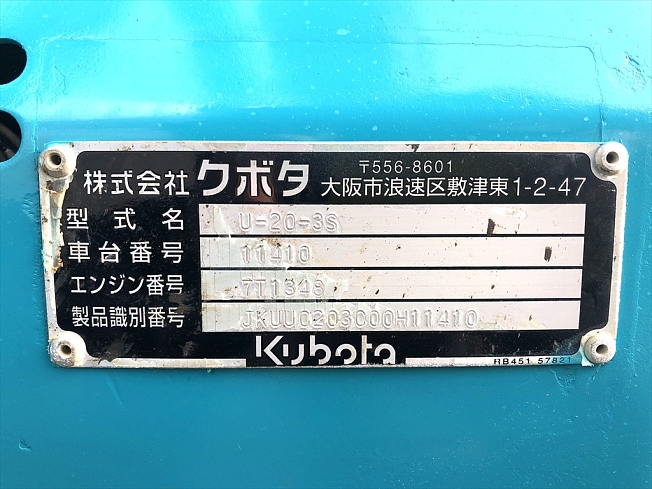 株式会社 クボタ 〒556-8601
大阪市浪速区敷津東1-2-47
型式名 U-20-3S
車台番号 11410
エンジン番号 7T1348
製品識別番号 JKUU0203C00H11410
Kubota
RB451 57821